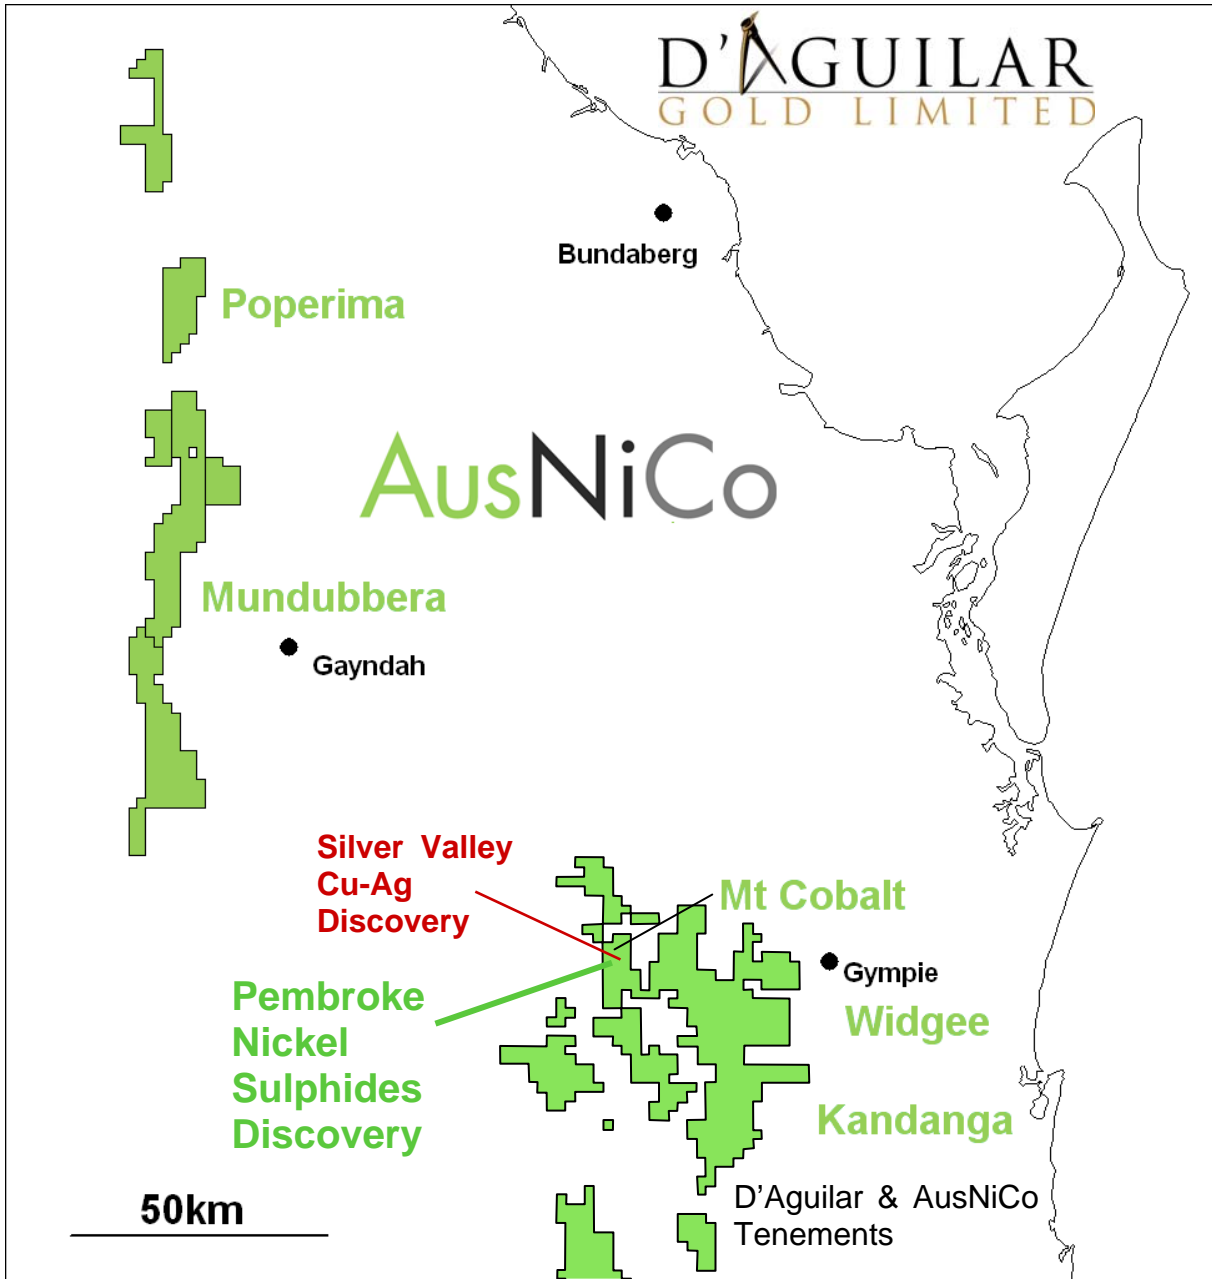 D'AGUILAR
GOLD LIMITED
Bundaberg
Poperima
AusNiCo
Mundubbera
Gayndah
Silver Valley
Cu-Ag
Discovery
Mt Cobalt
Gympie
Pembroke
Nickel
Sulphides
Discovery
Widgee
Kandanga
D’Aguilar & AusNiCo
Tenements
50km